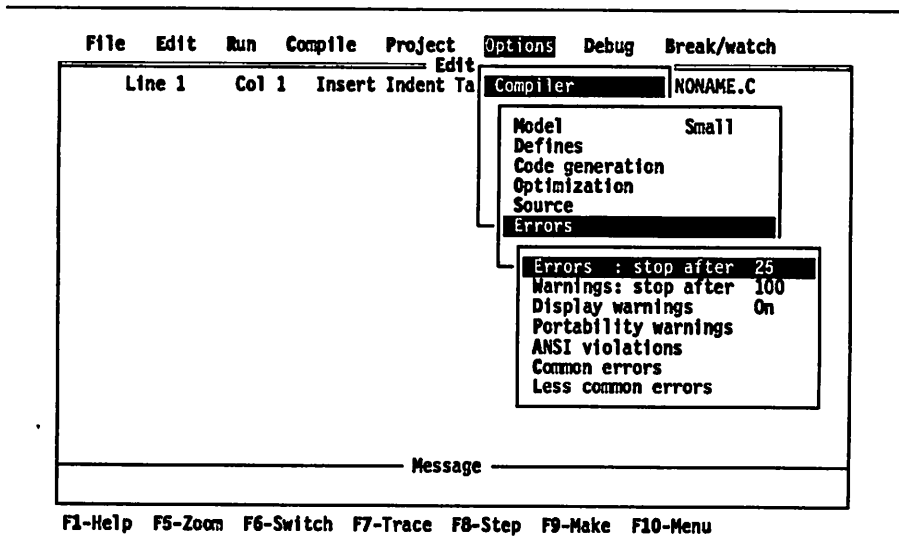 File Edit Run Compile Project Options Debug Break/watch
Edit
Line 1 Col 1 Insert Indent Ta Compiler NONAME.C
Model Small
Defines
Code generation
Optimization
Source
Errors
Errors : stop after 25
Warnings: stop after 100
Display warnings On
Portability warnings
ANSI violations
Common errors
Less common errors
Message
F1-Help F5-Zoom F6-Switch F7-Trace F8-Step F9-Make F10-Menu